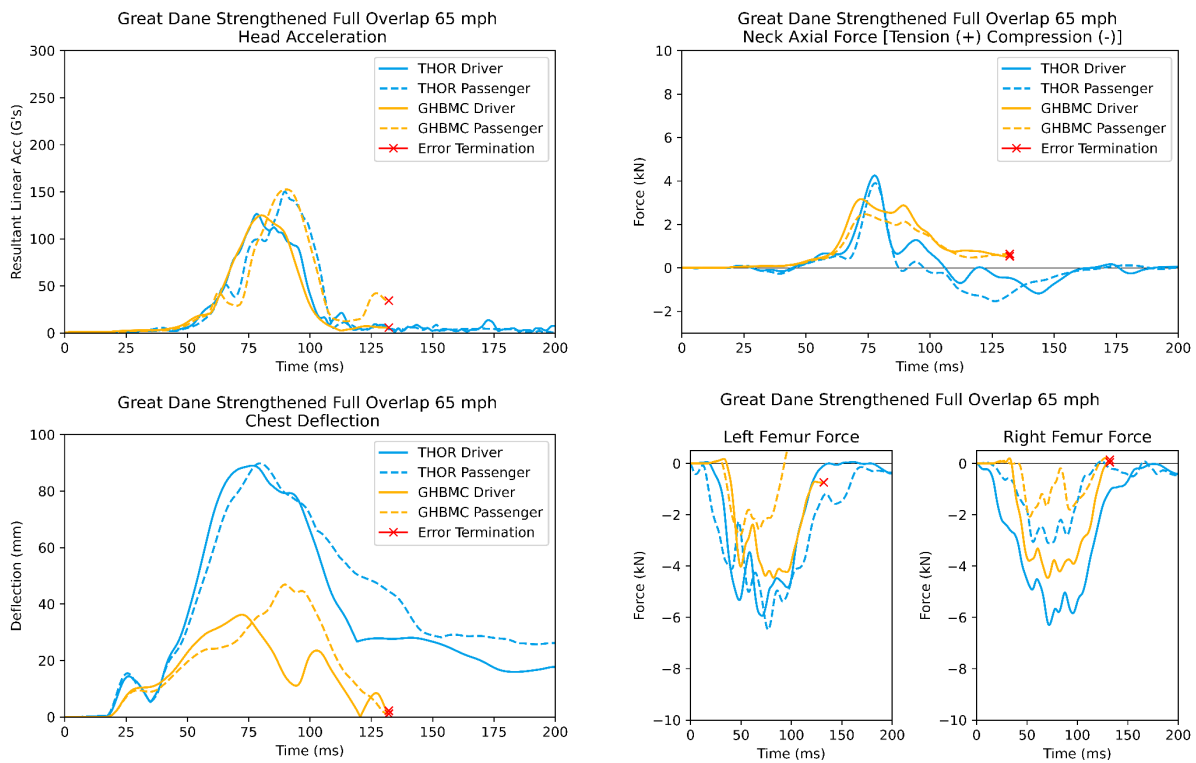 Great Dane Strengthened Full Overlap 65 mph
Head Acceleration
300
250
200
150
100
50
0
Resultant Linear Acc (G's)
THOR Driver
THOR Passenger
GHBMC Driver
GHBMC Passenger
Error Termination
0 25 50 75 100 125 150 175 200
Time (ms)
Great Dane Strengthened Full Overlap 65 mph
Neck Axial Force [Tension (+) Compression (-)]
10
8
6
4
2
0
−2
Force (kN)
THOR Driver
THOR Passenger
GHBMC Driver
GHBMC Passenger
Error Termination
0 25 50 75 100 125 150 175 200
Time (ms)
Great Dane Strengthened Full Overlap 65 mph
Chest Deflection
100
80
60
40
20
0
Deflection (mm)
THOR Driver
THOR Passenger
GHBMC Driver
GHBMC Passenger
Error Termination
0 25 50 75 100 125 150 175 200
Time (ms)
Great Dane Strengthened Full Overlap 65 mph
Left Femur Force
0
−2
−4
−6
−8
−10
Force (kN)
0 50 100 150 200
Time (ms)
Right Femur Force
0
−2
−4
−6
−8
−10
Force (kN)
0 50 100 150 200
Time (ms)